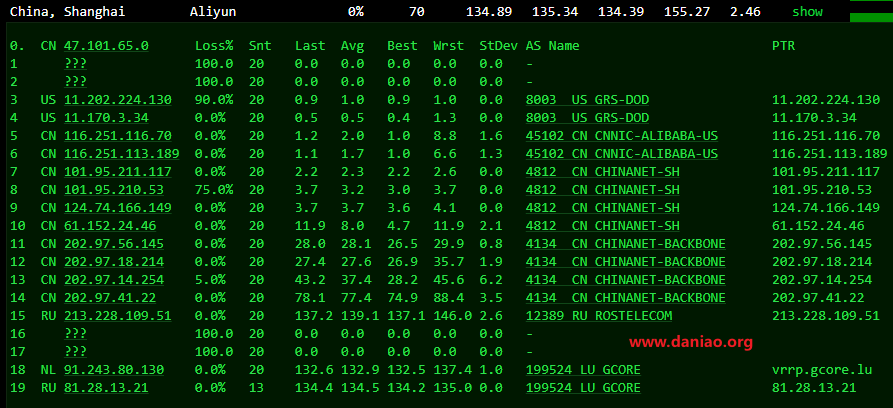 China, Shanghai Aliyun 0% 70 134.89 135.34 134.39 155.27 2.46 show
0. CN 47.101.65.0 Loss% Snt Last Avg Best Wrst StDev AS Name PTR
1 ??? 100.0 20 0.0 0.0 0.0 0.0 0.0 -
2 ??? 100.0 20 0.0 0.0 0.0 0.0 0.0 -
3 US 11.202.224.130 90.0% 20 0.9 1.0 0.9 1.0 0.0 8003 US GRS-DOD 11.202.224.130
4 US 11.170.3.34 0.0% 20 0.5 0.5 0.4 1.3 0.0 8003 US GRS-DOD 11.170.3.34
5 CN 116.251.116.70 0.0% 20 1.2 2.0 1.0 8.8 1.6 45102 CN CNNIC-ALIBABA-US 116.251.116.70
6 CN 116.251.113.189 0.0% 20 1.1 1.7 1.0 6.6 1.3 45102 CN CNNIC-ALIBABA-US 116.251.113.189
7 CN 101.95.211.117 0.0% 20 2.2 2.3 2.2 2.6 0.0 4812 CN CHINANET-SH 101.95.211.117
8 CN 101.95.210.53 75.0% 20 3.7 3.2 3.0 3.7 0.0 4812 CN CHINANET-SH 101.95.210.53
9 CN 124.74.166.149 0.0% 20 3.7 3.7 3.6 4.1 0.0 4812 CN CHINANET-SH 124.74.166.149
10 CN 61.152.24.46 0.0% 20 11.9 8.0 4.7 11.9 2.1 4812 CN CHINANET-SH 61.152.24.46
11 CN 202.97.56.145 0.0% 20 28.0 28.1 26.5 29.9 0.8 4134 CN CHINANET-BACKBONE 202.97.56.145
12 CN 202.97.18.214 0.0% 20 27.4 27.6 26.9 35.7 1.9 4134 CN CHINANET-BACKBONE 202.97.18.214
13 CN 202.97.14.254 5.0% 20 43.2 37.4 28.2 45.6 6.2 4134 CN CHINANET-BACKBONE 202.97.14.254
14 CN 202.97.41.22 0.0% 20 78.1 77.4 74.9 88.4 3.5 4134 CN CHINANET-BACKBONE 202.97.41.22
15 RU 213.228.109.51 0.0% 20 137.2 139.1 137.1 146.0 2.6 12389 RU ROSTELECOM 213.228.109.51
16 ??? 100.0 20 0.0 0.0 0.0 0.0 0.0 -
17 ??? 100.0 20 0.0 0.0 0.0 0.0 0.0 -
www.daniao.org
18 NL 91.243.80.130 0.0% 20 132.6 132.9 132.5 137.4 1.0 199524 LU GCORE vrrp.gcore.lu
19 RU 81.28.13.21 0.0% 13 134.4 134.5 134.2 135.0 0.0 199524 LU GCORE 81.28.13.21